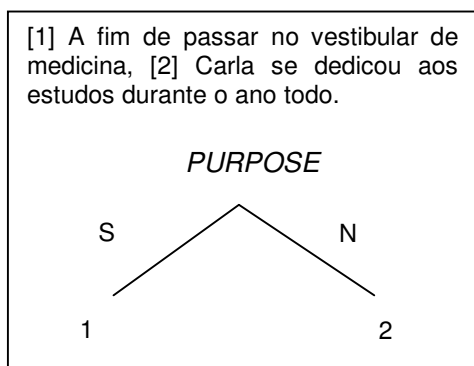 [1] A fim de passar no vestibular de
medicina, [2] Carla se dedicou aos
estudos durante o ano todo.
PURPOSE
S N
1 2